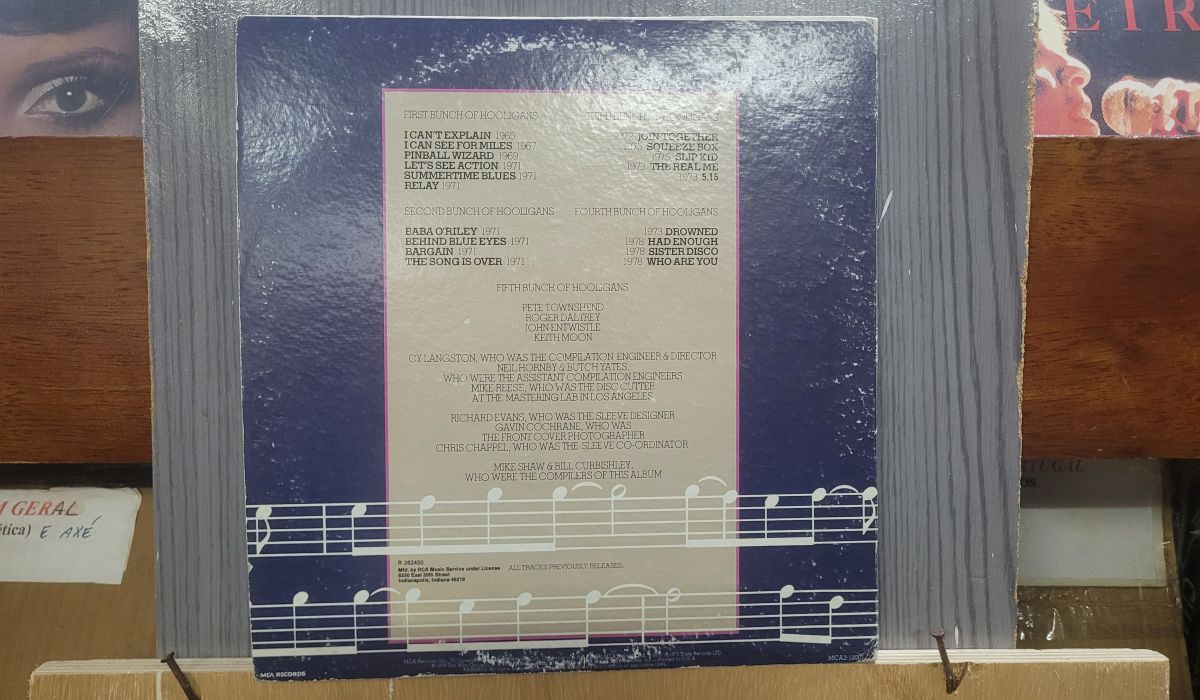 ETR
FIRST BUNCH OF HOOLIGANS
I CAN'T EXPLAIN 1965
I CAN SEE FOR MILES 1967
PINBALL WIZARD 1969
LET'S SEE ACTION 1971
SUMMERTIME BLUES 1971
RELAY 1971
HOOLIGANS
1972 JOIN TOGETHER
1975 SQUEEZE BOX
1975 SLIP KID
1973 THE REAL ME
1973 5.15
SECOND BUNCH OF HOOLIGANS
BABA O'RILEY 1971
BEHIND BLUE EYES 1971
BARGAIN 1971
THE SONG IS OVER 1971
FOURTH BUNCH OF HOOLIGANS
1973 DROWNED
1978 HAD ENOUGH
1978 SISTER DISCO
1978 WHO ARE YOU
FIFTH BUNCH OF HOOLIGANS
PETE TOWNSHEND
ROGER DALTREY
JOHN ENTWISTLE
KEITH MOON
CY LANGSTON, WHO WAS THE COMPILATION ENGINEER & DIRECTOR
NEIL HORNBY & BUTCH YATES,
WHO WERE THE ASSISTANT COMPILATION ENGINEERS
MIKE REESE, WHO WAS THE DISC CUTTER
AT THE MASTERING LAB IN LOS ANGELES
RICHARD EVANS, WHO WAS THE SLEEVE DESIGNER
GAVIN COCHRANE, WHO WAS
THE FRONT COVER PHOTOGRAPHER
CHRIS CHAPPEL, WHO WAS THE SLEEVE CO-ORDINATOR
MIKE SHAW & BILL CURBISHLEY,
WHO WERE THE COMPILERS OF THIS ALBUM
R 262450
Mfd. by RCA Music Service under License
6550 East 30th Street
Indianapolis, Indiana 46219
ALL TRACKS PREVIOUSLY RELEASED.
MCA RECORDS
MCA2-12001
M GERAL
ética) E AXÉ
RTUGAL
OS